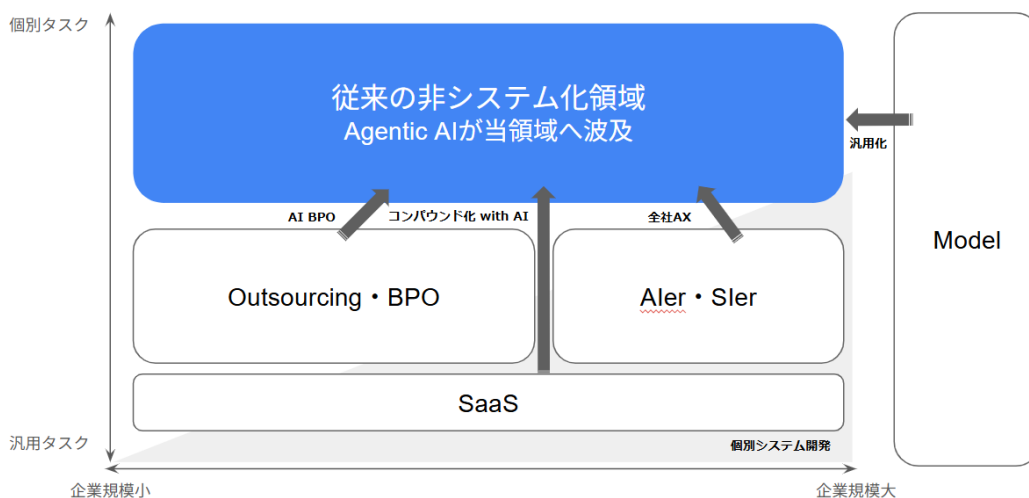 個別タスク
従来の非システム化領域
Agentic AIが当領域へ波及
汎用化
AI BPO
コンパウンド化 with AI
全社AX
Model
Outsourcing・BPO
AIer・SIer
SaaS
汎用タスク
個別システム開発
企業規模小
企業規模大